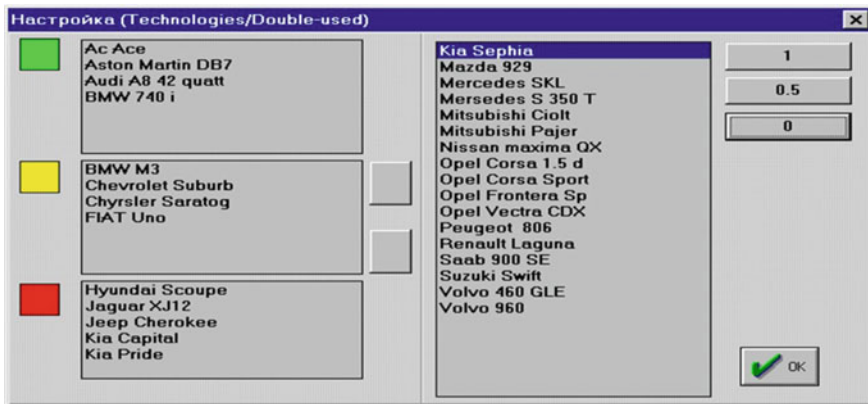 Настройка (Technologies/Double-used)
Ac Ace
Aston Martin DB7
Audi A8 42 quatt
BMW 740 i
BMW M3
Chevrolet Suburb
Chyrsler Saratog
FIAT Uno
Hyundai Scoupe
Jaguar XJ12
Jeep Cherokee
Kia Capital
Kia Pride
Kia Sephia
Mazda 929
Mercedes SKL
Mersedes S 350 T
Mitsubishi Ciolt
Mitsubishi Pajer
Nissan maxima QX
Opel Corsa 1.5 d
Opel Corsa Sport
Opel Frontera Sp
Opel Vectra CDX
Peugeot 806
Renault Laguna
Saab 900 SE
Suzuki Swift
Volvo 460 GLE
Volvo 960
1
0.5
0
OK